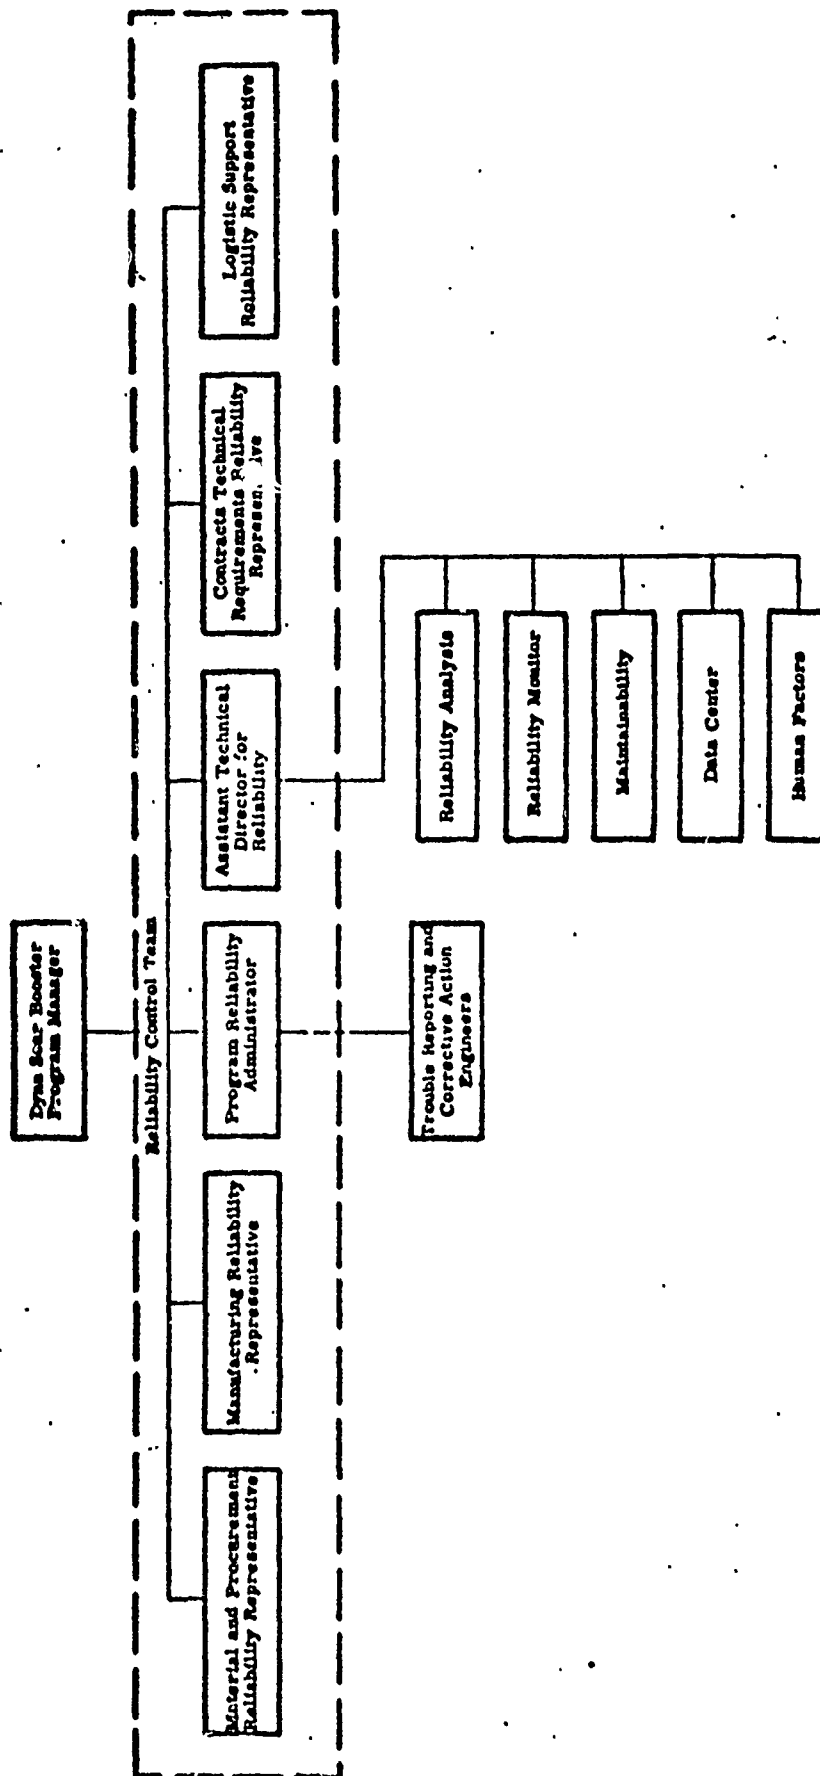 Dyna Soar Booster
Program Manager
Reliability Control Team
Material and Procurement
Reliability Representative
Manufacturing Reliability
Representative
Program Reliability
Administrator
Assistant Technical
Director for
Reliability
Contracts Technical
Requirements Reliability
Logistic Support
Reliability Representative
Trouble Reporting and
Corrective Action
Engineers
Reliability Analysis
Reliability Monitor
Maintainability
Data Center
Human Factors